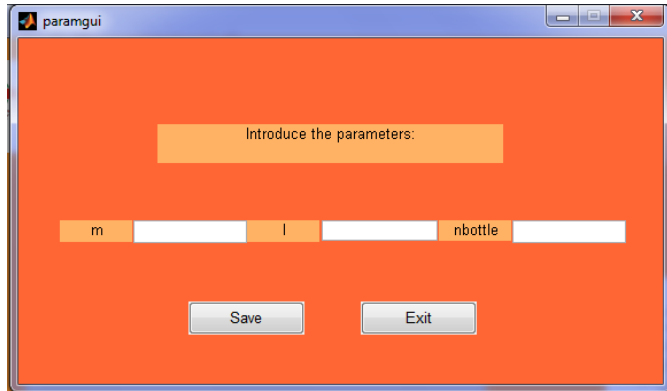 paramgui
Introduce the parameters:
m l nbottle
Save Exit